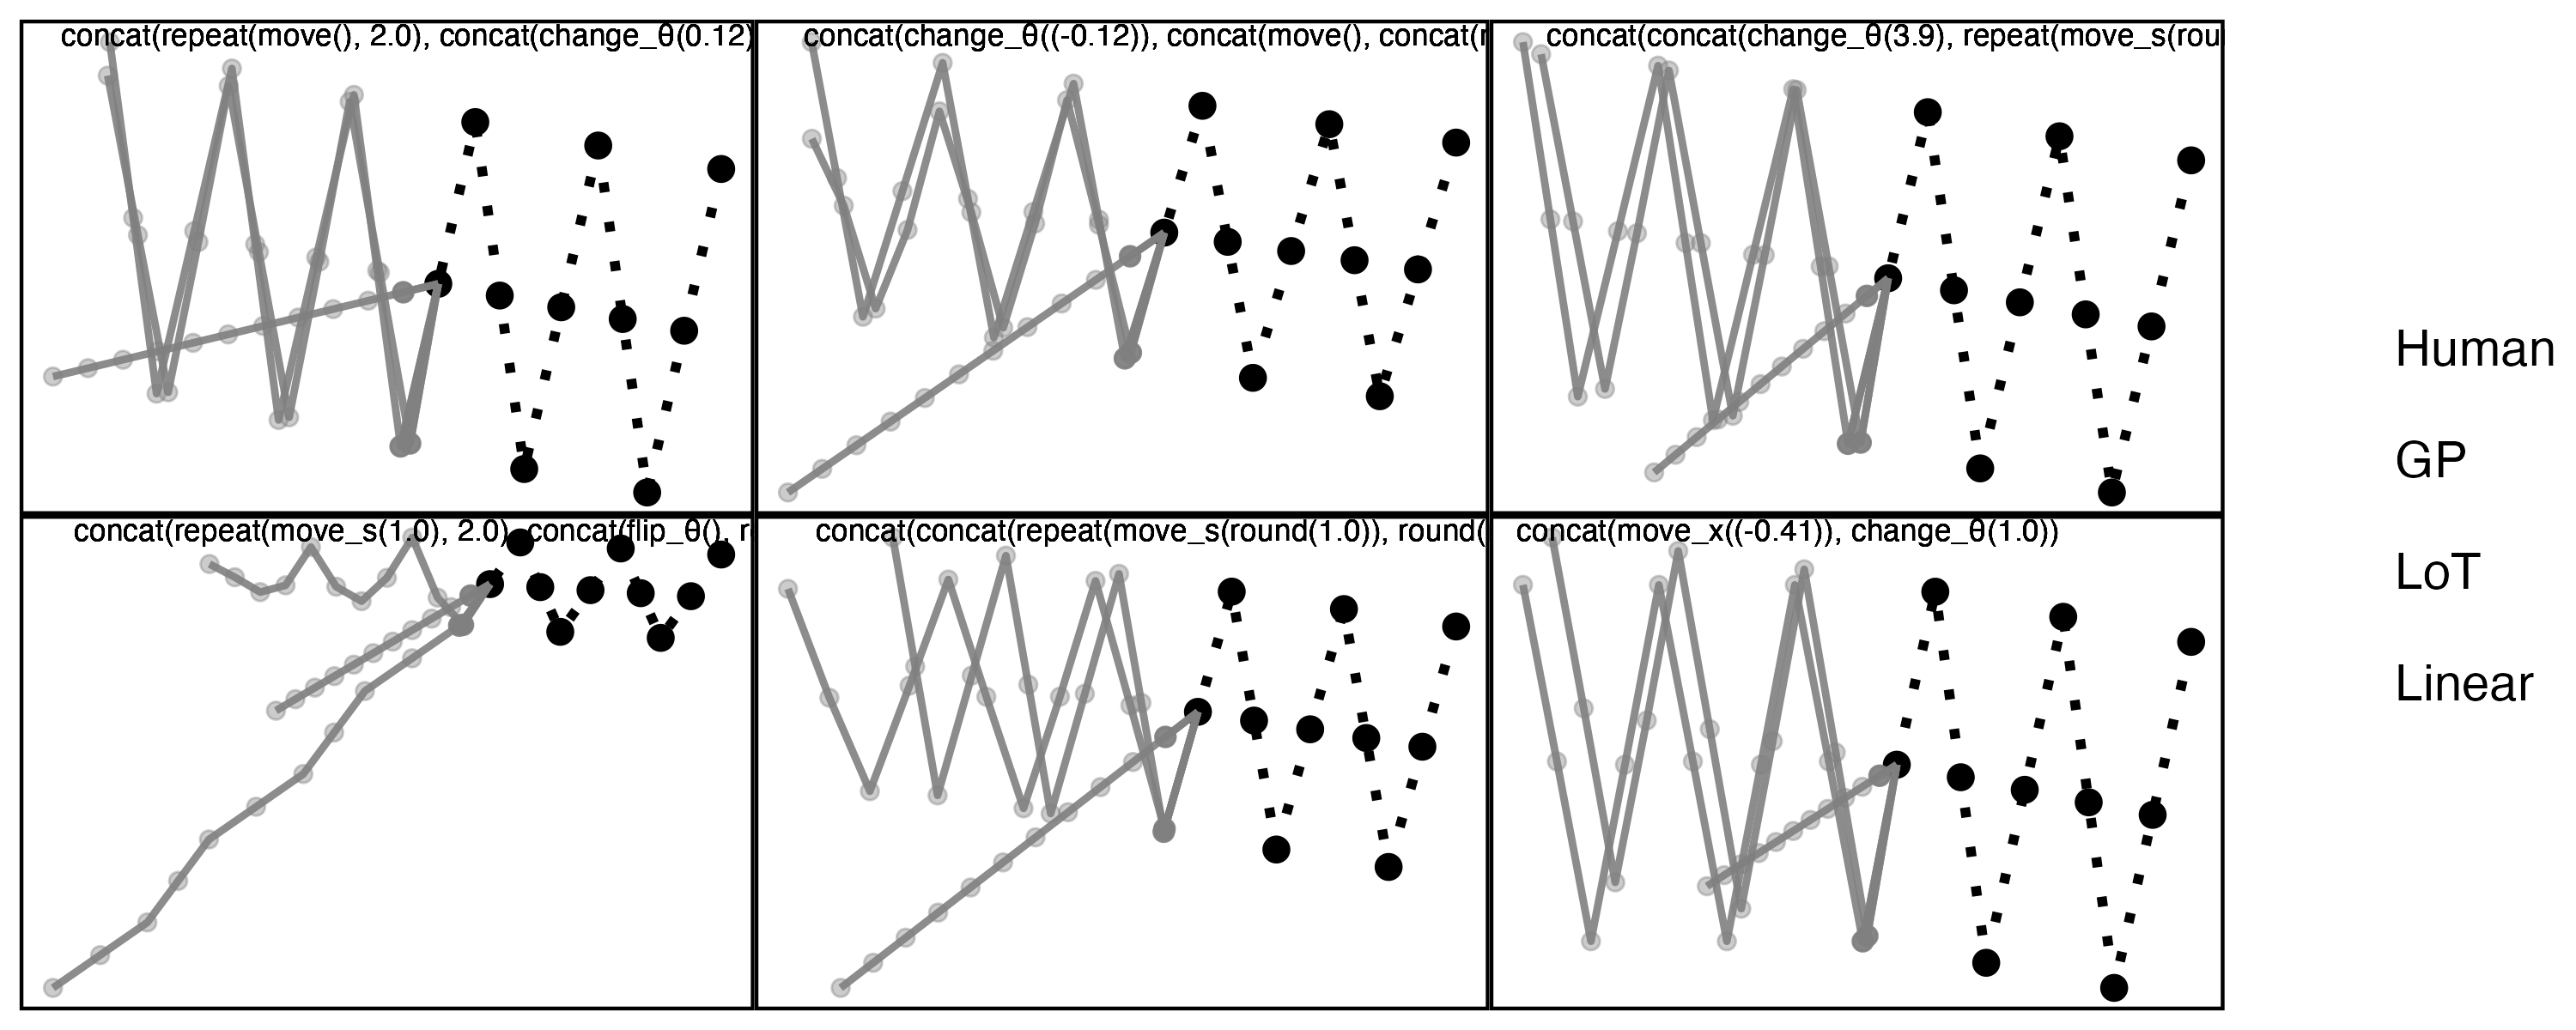 concat(repeat(move(), 2.0), concat(change_θ(0.12)
concat(change_θ((-0.12)), concat(move(), concat(r
concat(concat(change_θ(3.9), repeat(move_s(rou
concat(repeat(move_s(1.0), 2.0), concat(flip_θ(), r
concat(concat(repeat(move_s(round(1.0)), round(
concat(move_x((-0.41)), change_θ(1.0))
Human
GP
LoT
Linear